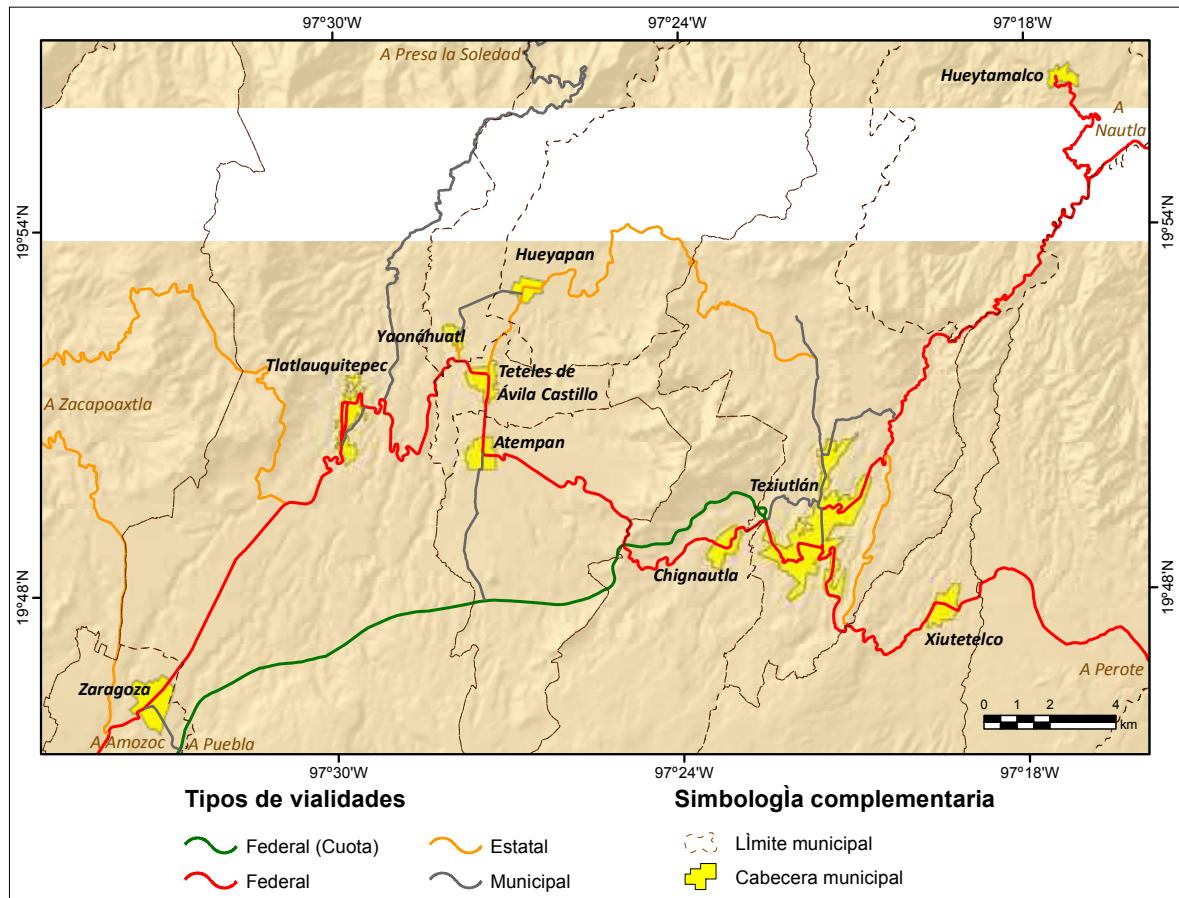 97°30'W
97°24'W
97°18'W
A Presa la Soledad
Hueytamalco
A
Nautla
19°54'N
19°54'N
Hueyapan
Yaonáhuatl
Tlatlauquitepec
Teteles de
Ávila Castillo
A Zacapoaxtla
Atempan
Teziutlán
Chignautla
19°48'N
19°48'N
Xiutetelco
Zaragoza
A Perote
0 1 2 4
km
A Amozoc
A Puebla
97°30'W
97°24'W
97°18'W
Tipos de vialidades
Simbologİa complementaria
Federal (Cuota)
Estatal
LÌmite municipal
Federal
Municipal
Cabecera municipal